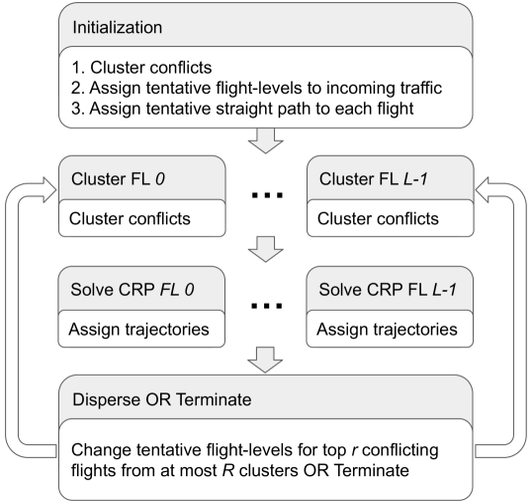 Initialization
1. Cluster conflicts
2. Assign tentative flight-levels to incoming traffic
3. Assign tentative straight path to each flight
Cluster FL 0
Cluster conflicts
...
Cluster FL L-1
Cluster conflicts
Solve CRP FL 0
Assign trajectories
...
Solve CRP FL L-1
Assign trajectories
Disperse OR Terminate
Change tentative flight-levels for top r conflicting
flights from at most R clusters OR Terminate